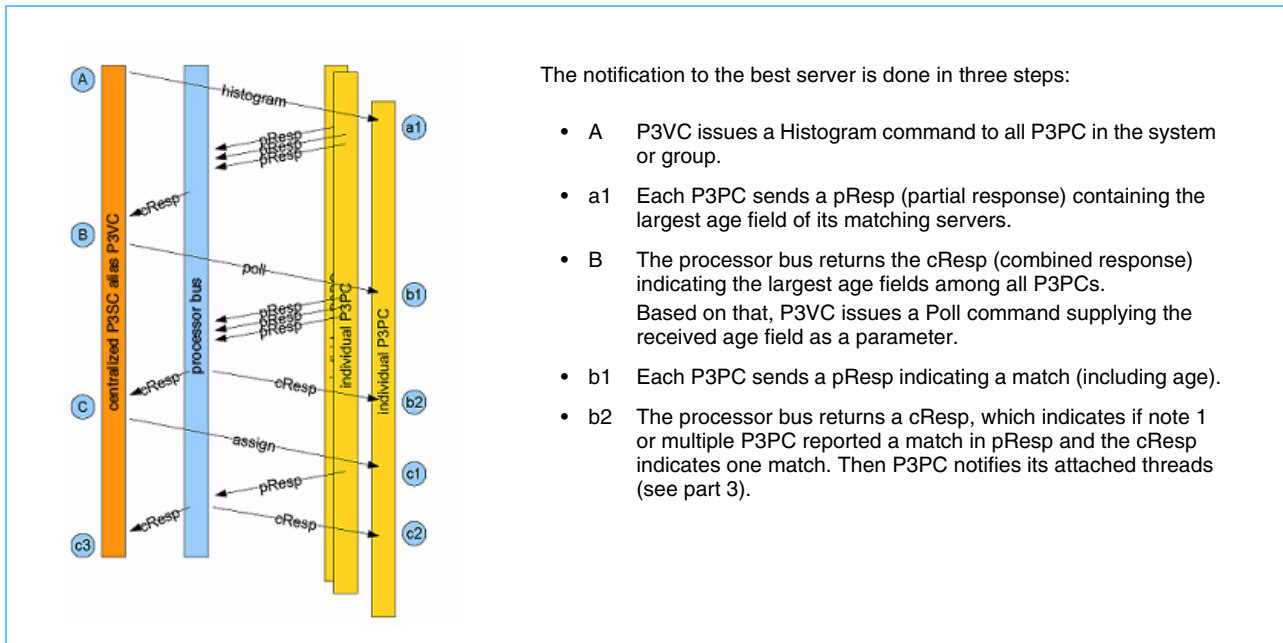 A
histogram
a1
pResp
pResp
pResp
cResp
B
poll
b1
pResp
pResp
pResp
cResp
cResp
b2
C
assign
c1
pResp
cResp
cResp
c2
c3
centralized P3SC alias P3VC
processor bus
individual P3PC
individual P3PC
The notification to the best server is done in three steps:
• A P3VC issues a Histogram command to all P3PC in the system
or group.
• a1 Each P3PC sends a pResp (partial response) containing the
largest age field of its matching servers.
• B The processor bus returns the cResp (combined response)
indicating the largest age fields among all P3PCs.
Based on that, P3VC issues a Poll command supplying the
received age field as a parameter.
• b1 Each P3PC sends a pResp indicating a match (including age).
• b2 The processor bus returns a cResp, which indicates if note 1
or multiple P3PC reported a match in pResp and the cResp
indicates one match. Then P3PC notifies its attached threads
(see part 3).